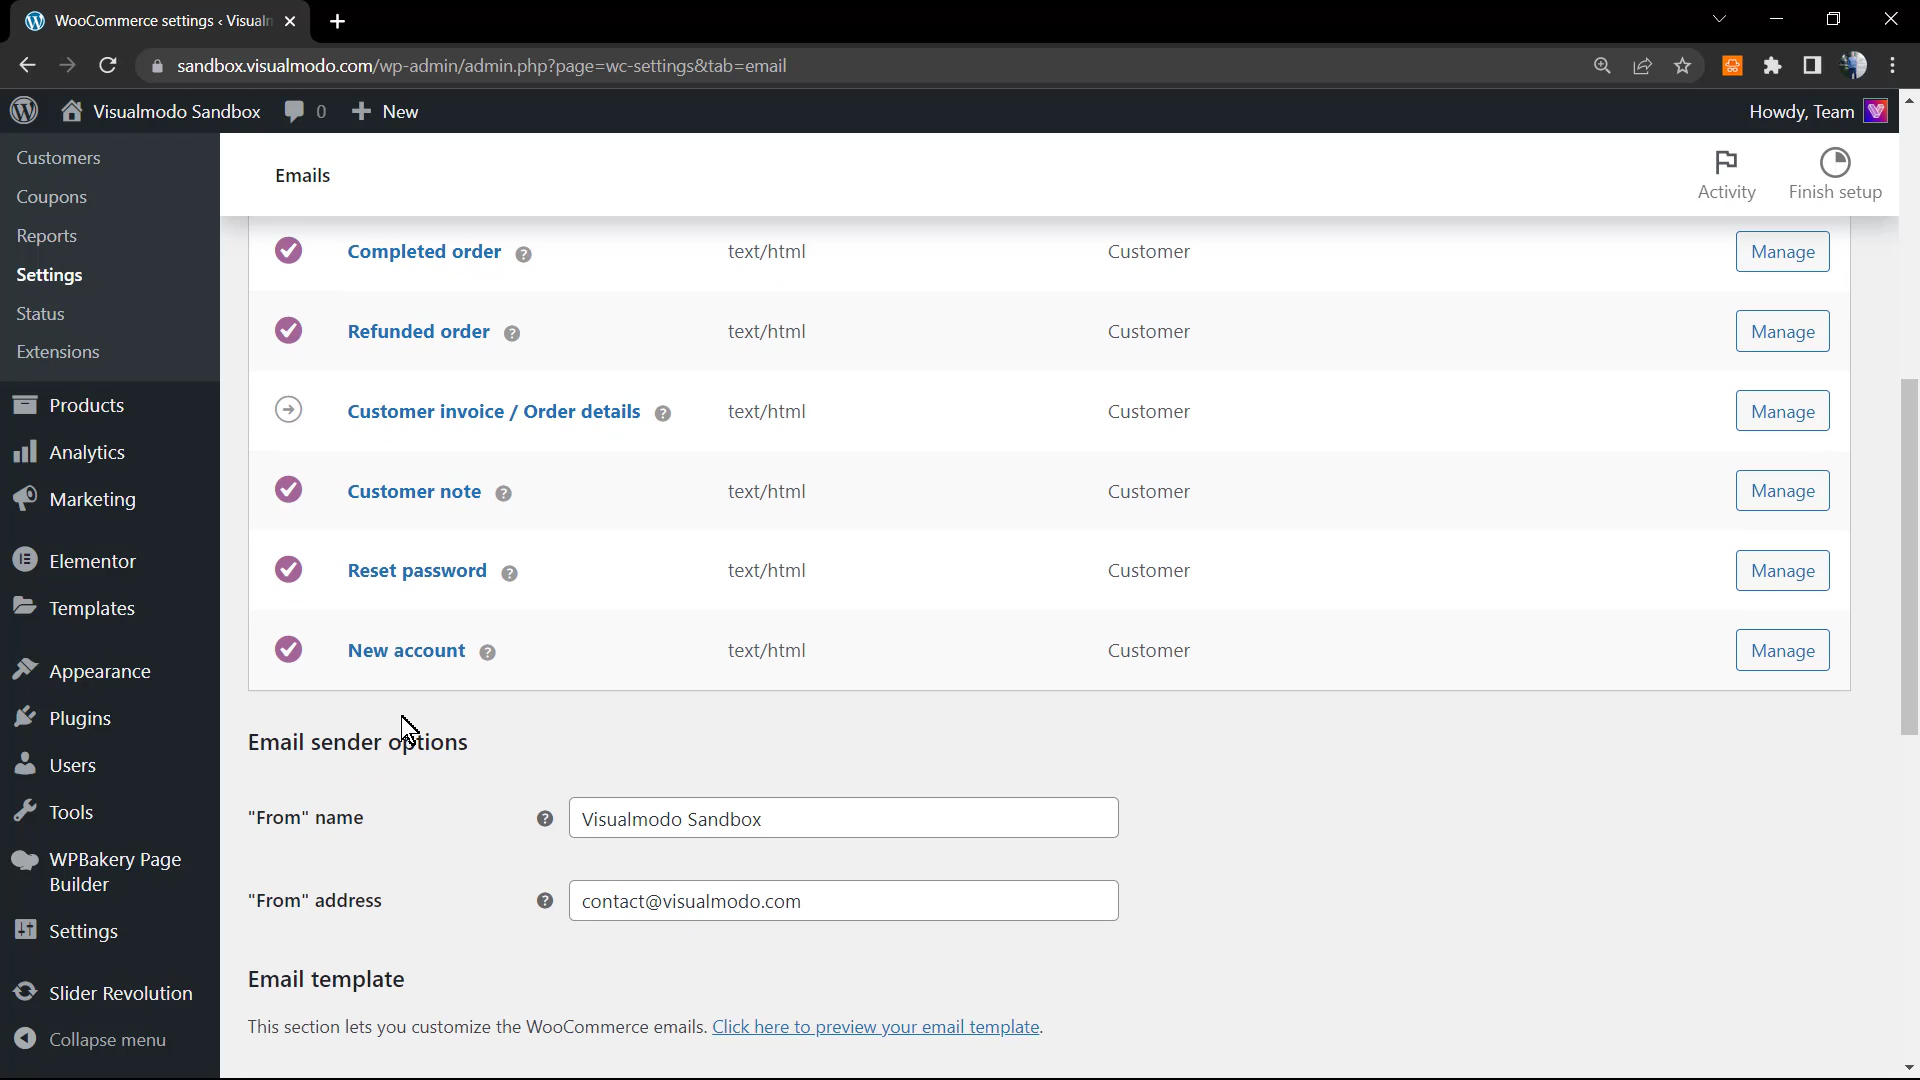 WooCommerce settings ‹ Visualm
sandbox.visualmodo.com/wp-admin/admin.php?page=wc-settings&tab=email
Visualmodo Sandbox 0 New Howdy, Team
Customers
Coupons
Reports
Settings
Status
Extensions
Products
Analytics
Marketing
Elementor
Templates
Appearance
Plugins
Users
Tools
WPBakery Page
Builder
Settings
Slider Revolution
Collapse menu
Emails
Activity
Finish setup
Completed order ? text/html Customer Manage
Refunded order ? text/html Customer Manage
Customer invoice / Order details ? text/html Customer Manage
Customer note ? text/html Customer Manage
Reset password ? text/html Customer Manage
New account ? text/html Customer Manage
Email sender options
"From" name ? Visualmodo Sandbox
"From" address ? contact@visualmodo.com
Email template
This section lets you customize the WooCommerce emails. Click here to preview your email template.